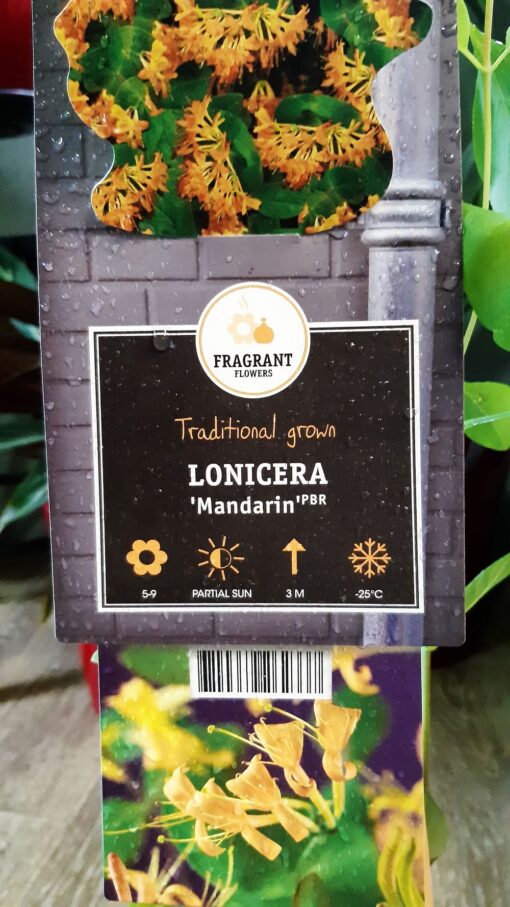 FRAGRANT
FLOWERS
Traditional grown
LONICERA
'Mandarin'PBR
5-9 PARTIAL SUN 3 M -25°C